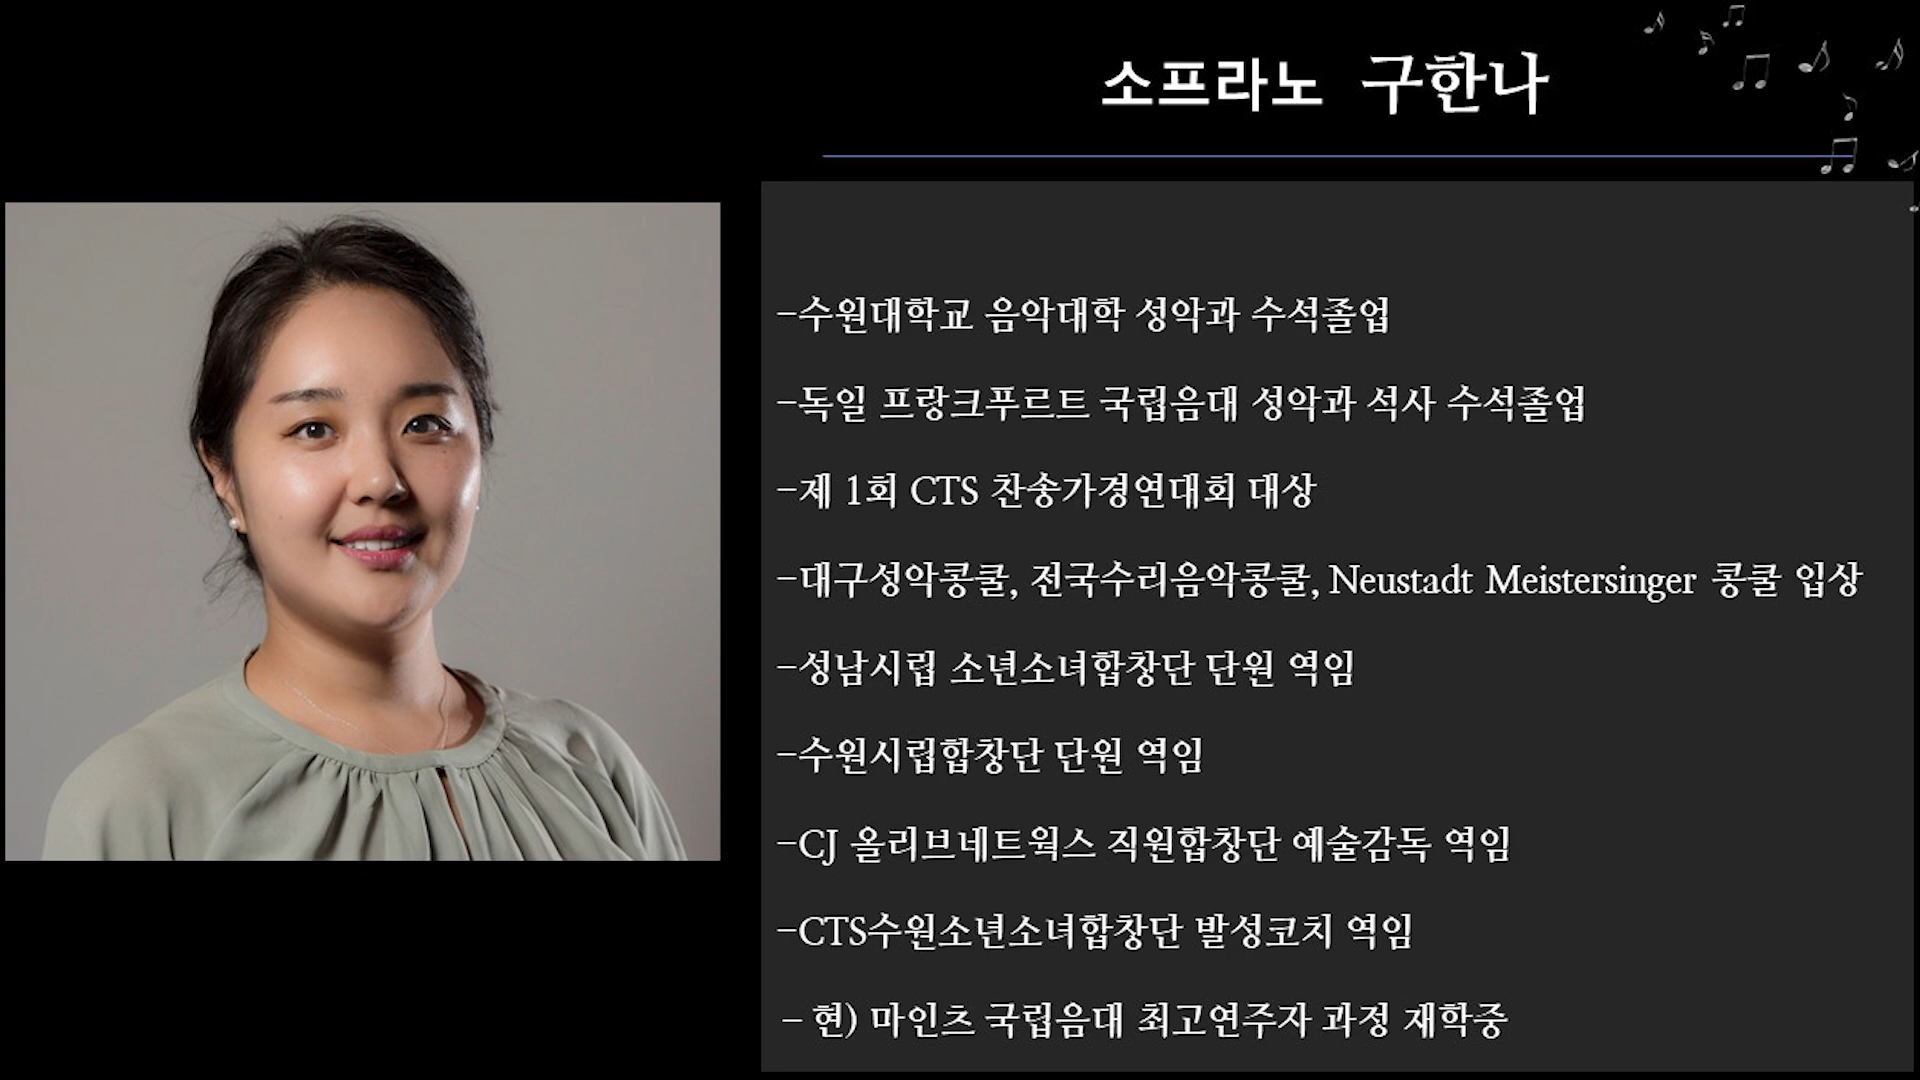 소프라노 구한나
-수원대학교 음악대학 성악과 수석졸업
-독일 프랑크푸르트 국립음대 성악과 석사 수석졸업
-제 1회 CTS 찬송가경연대회 대상
-대구성악콩쿨, 전국수리음악콩쿨, Neustadt Meistersinger 콩쿨 입상
-성남시립 소년소녀합창단 단원 역임
-수원시립합창단 단원 역임
-CJ 올리브네트웍스 직원합창단 예술감독 역임
-CTS수원소년소녀합창단 발성코치 역임
- 현) 마인츠 국립음대 최고연주자 과정 재학중